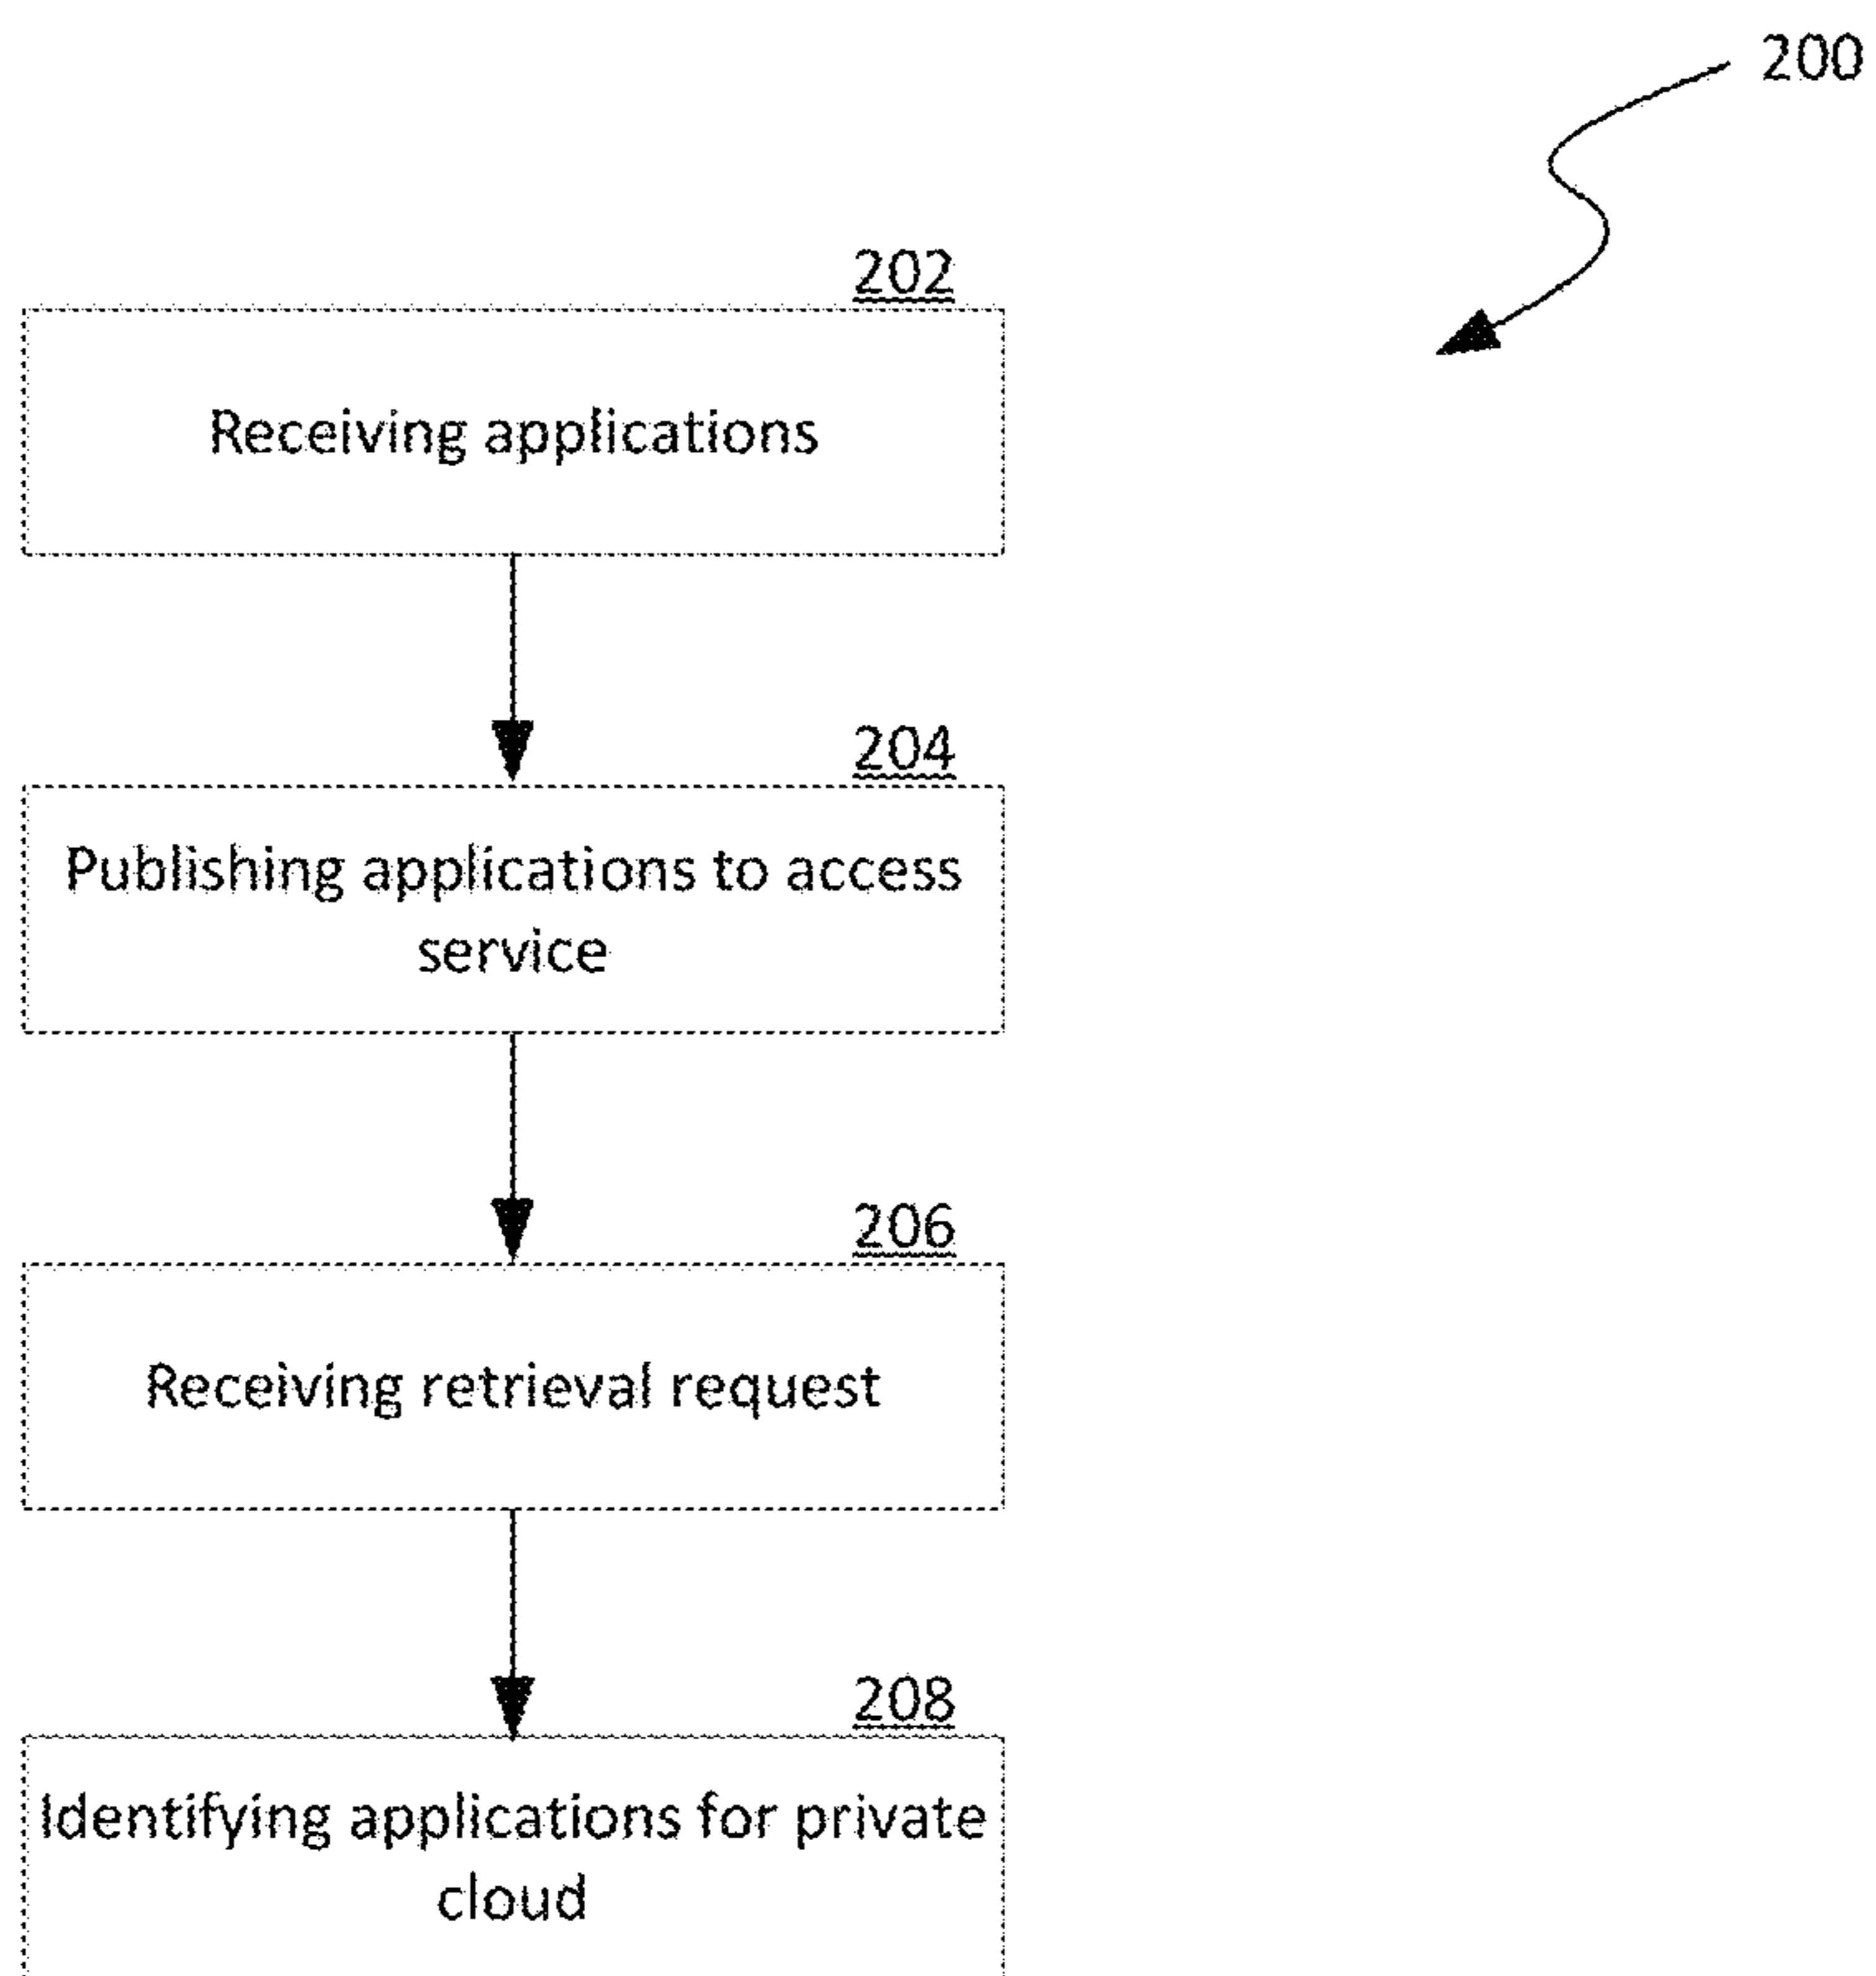 200
202
Receiving applications
204
Publishing applications to access
service
206
Receiving retrieval request
208
Identifying applications for private
cloud